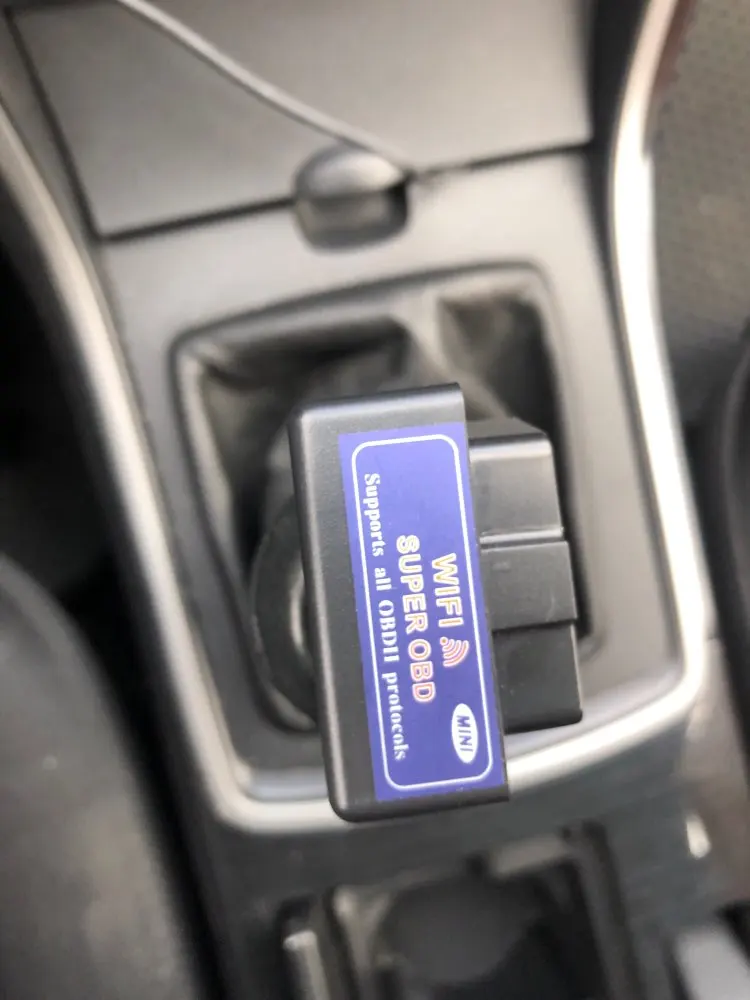 WIFI
SUPER OBD
MINI
Supports all OBDII protocols